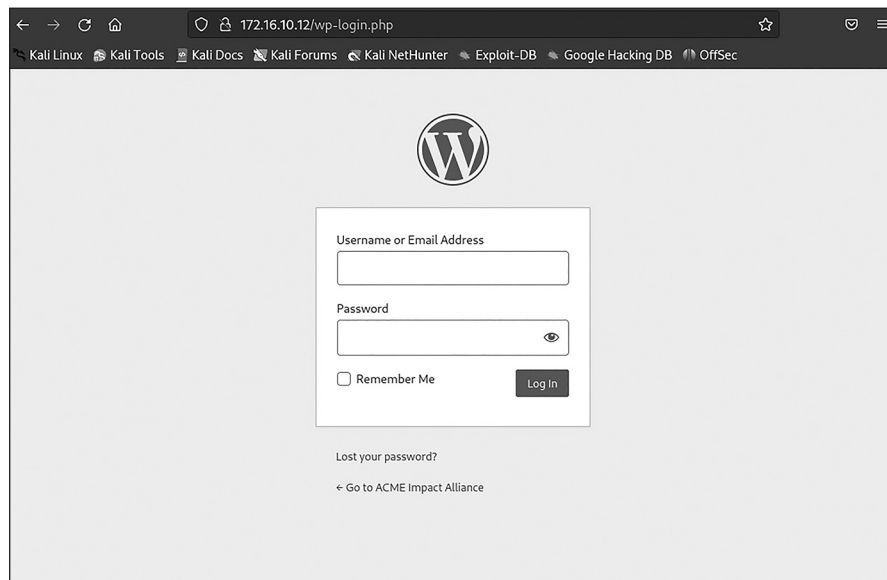 172.16.10.12/wp-login.php
Kali Linux Kali Tools Kali Docs Kali Forums Kali NetHunter Exploit-DB Google Hacking DB OffSec
W
Username or Email Address
Password
Remember Me
Log In
Lost your password?
← Go to ACME Impact Alliance